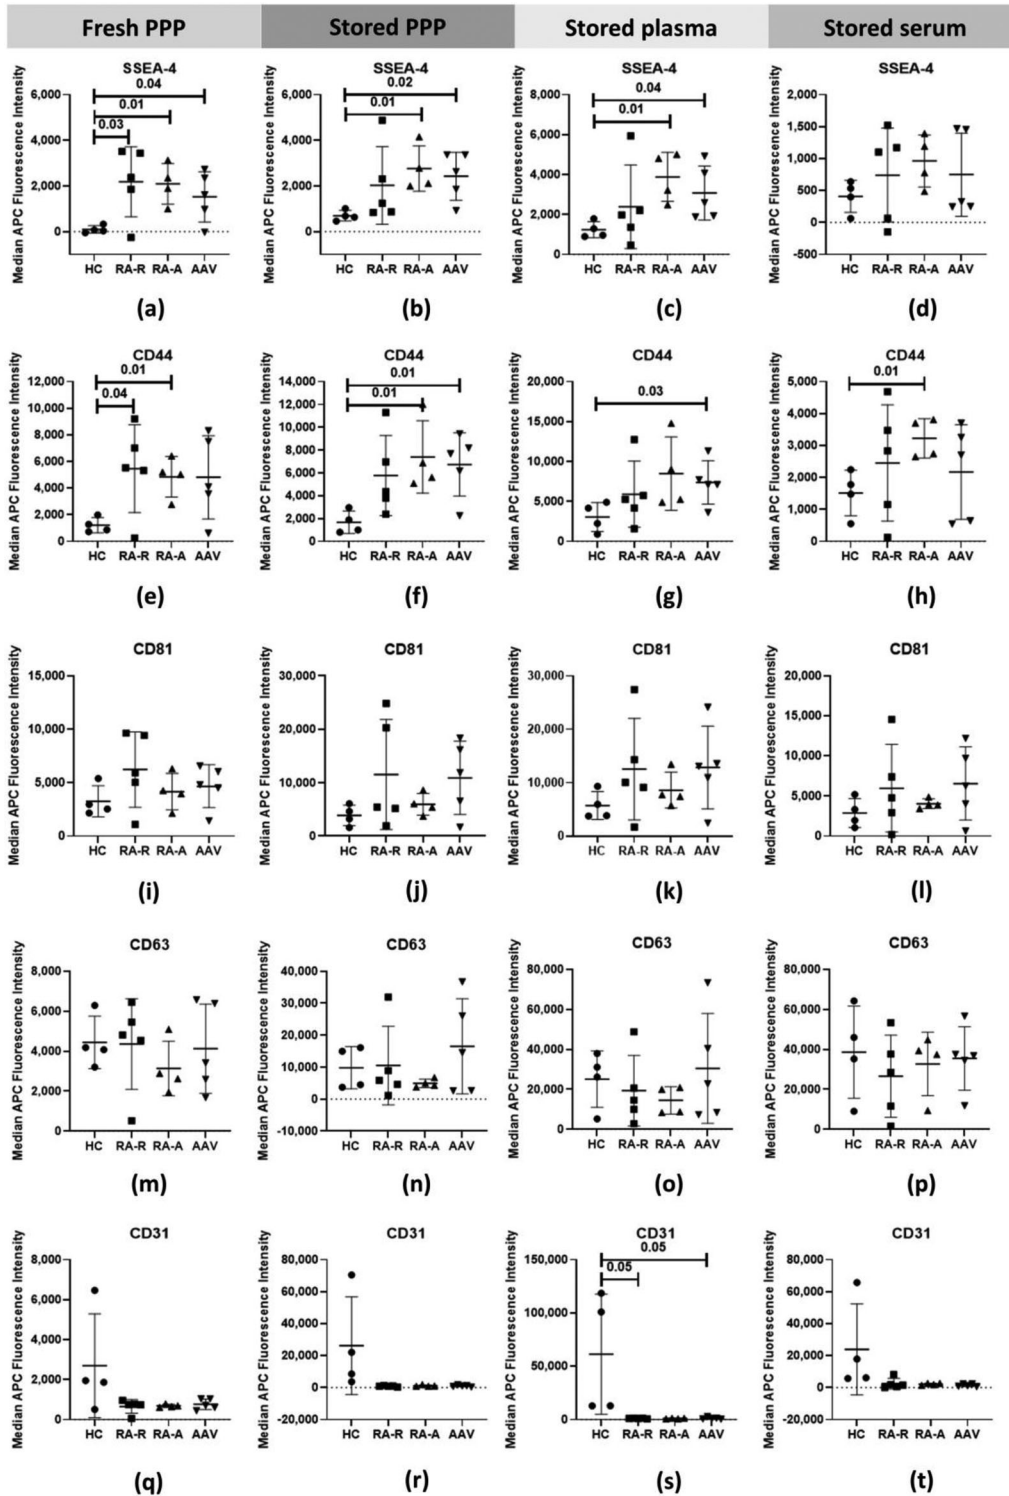 Fresh PPP Stored PPP Stored plasma Stored serum
SSEA-4 SSEA-4 SSEA-4 SSEA-4
Median APC Fluorescence Intensity
6,000
4,000
2,000
0
0.04
0.01
0.03
HC RA-R RA-A AAV
(a)
Median APC Fluorescence Intensity
6,000
4,000
2,000
0
0.02
0.01
HC RA-R RA-A AAV
(b)
Median APC Fluorescence Intensity
8,000
6,000
4,000
2,000
0
0.04
0.01
HC RA-R RA-A AAV
(c)
Median APC Fluorescence Intensity
2,000
1,500
1,000
500
0
-500
HC RA-R RA-A AAV
(d)
CD44 CD44 CD44 CD44
Median APC Fluorescence Intensity
12,000
10,000
8,000
6,000
4,000
2,000
0
0.01
0.04
HC RA-R RA-A AAV
(e)
Median APC Fluorescence Intensity
14,000
12,000
10,000
8,000
6,000
4,000
2,000
0
0.01
0.01
HC RA-R RA-A AAV
(f)
Median APC Fluorescence Intensity
20,000
15,000
10,000
5,000
0
0.03
HC RA-R RA-A AAV
(g)
Median APC Fluorescence Intensity
5,000
4,000
3,000
2,000
1,000
0
0.01
HC RA-R RA-A AAV
(h)
CD81 CD81 CD81 CD81
Median APC Fluorescence Intensity
15,000
10,000
5,000
0
HC RA-R RA-A AAV
(i)
Median APC Fluorescence Intensity
30,000
20,000
10,000
0
HC RA-R RA-A AAV
(j)
Median APC Fluorescence Intensity
30,000
20,000
10,000
0
HC RA-R RA-A AAV
(k)
Median APC Fluorescence Intensity
20,000
15,000
10,000
5,000
0
HC RA-R RA-A AAV
(l)
CD63 CD63 CD63 CD63
Median APC Fluorescence Intensity
8,000
6,000
4,000
2,000
0
HC RA-R RA-A AAV
(m)
Median APC Fluorescence Intensity
40,000
30,000
20,000
10,000
0
-10,000
HC RA-R RA-A AAV
(n)
Median APC Fluorescence Intensity
80,000
60,000
40,000
20,000
0
HC RA-R RA-A AAV
(o)
Median APC Fluorescence Intensity
80,000
60,000
40,000
20,000
0
HC RA-R RA-A AAV
(p)
CD31 CD31 CD31 CD31
Median APC Fluorescence Intensity
8,000
6,000
4,000
2,000
0
HC RA-R RA-A AAV
(q)
Median APC Fluorescence Intensity
80,000
60,000
40,000
20,000
0
-20,000
HC RA-R RA-A AAV
(r)
Median APC Fluorescence Intensity
150,000
100,000
50,000
0
0.05
0.05
HC RA-R RA-A AAV
(s)
Median APC Fluorescence Intensity
80,000
60,000
40,000
20,000
0
-20,000
HC RA-R RA-A AAV
(t)